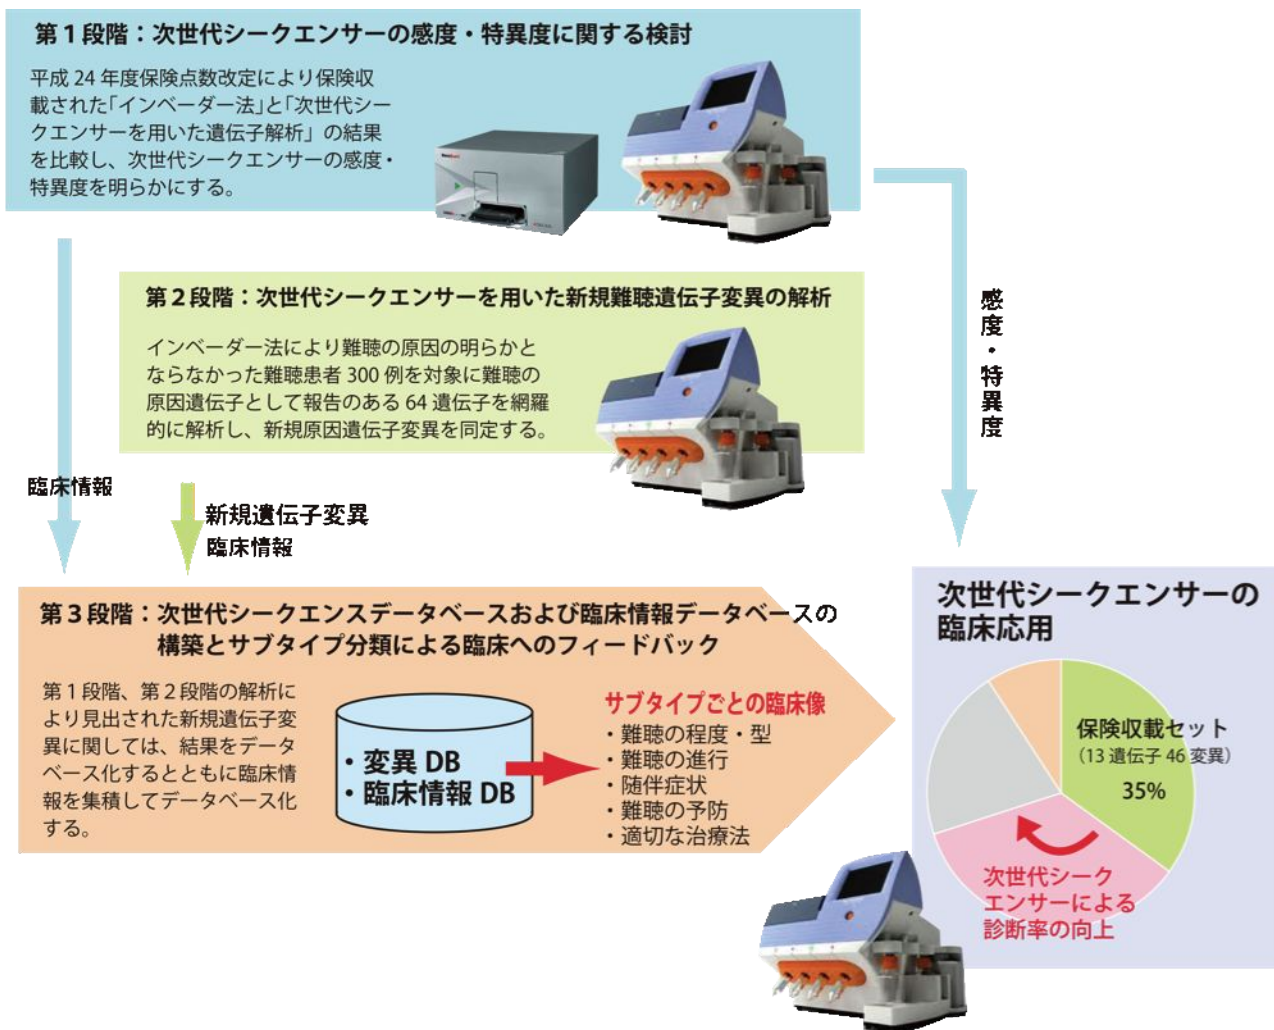 第1段階：次世代シークエンサーの感度・特異度に関する検討
平成 24 年度保険点数改定により保険収
載された「インベーダー法」と「次世代シー
クエンサーを用いた遺伝子解析」の結果
を比較し、次世代シークエンサーの感度・
特異度を明らかにする。
第2段階：次世代シークエンサーを用いた新規難聴遺伝子変異の解析
インベーダー法により難聴の原因の明らかと
ならなかった難聴患者 300 例を対象に難聴の
原因遺伝子として報告のある 64 遺伝子を網羅
的に解析し、新規原因遺伝子変異を同定する。
感度・特異度
臨床情報
新規遺伝子変異
臨床情報
第3段階：次世代シークエンスデータベースおよび臨床情報データベースの
構築とサブタイプ分類による臨床へのフィードバック
第1段階、第2段階の解析に
より見出された新規遺伝子変
異に関しては、結果をデータ
ベース化するとともに臨床情
報を集積してデータベース化
する。
・変異 DB
・臨床情報 DB
サブタイプごとの臨床像
・難聴の程度・型
・難聴の進行
・随伴症状
・難聴の予防
・適切な治療法
次世代シークエンサーの
臨床応用
保険収載セット
（13 遺伝子 46 変異）
35%
次世代シーク
エンサーによる
診断率の向上